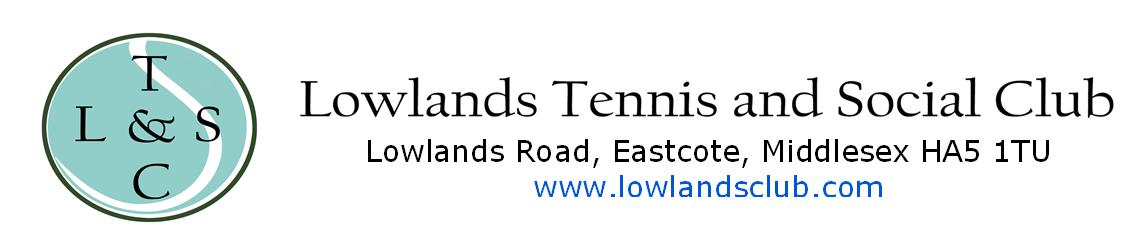 T
L & S
C
Lowlands Tennis and Social Club
Lowlands Road, Eastcote, Middlesex HA5 1TU
www.lowlandsclub.com